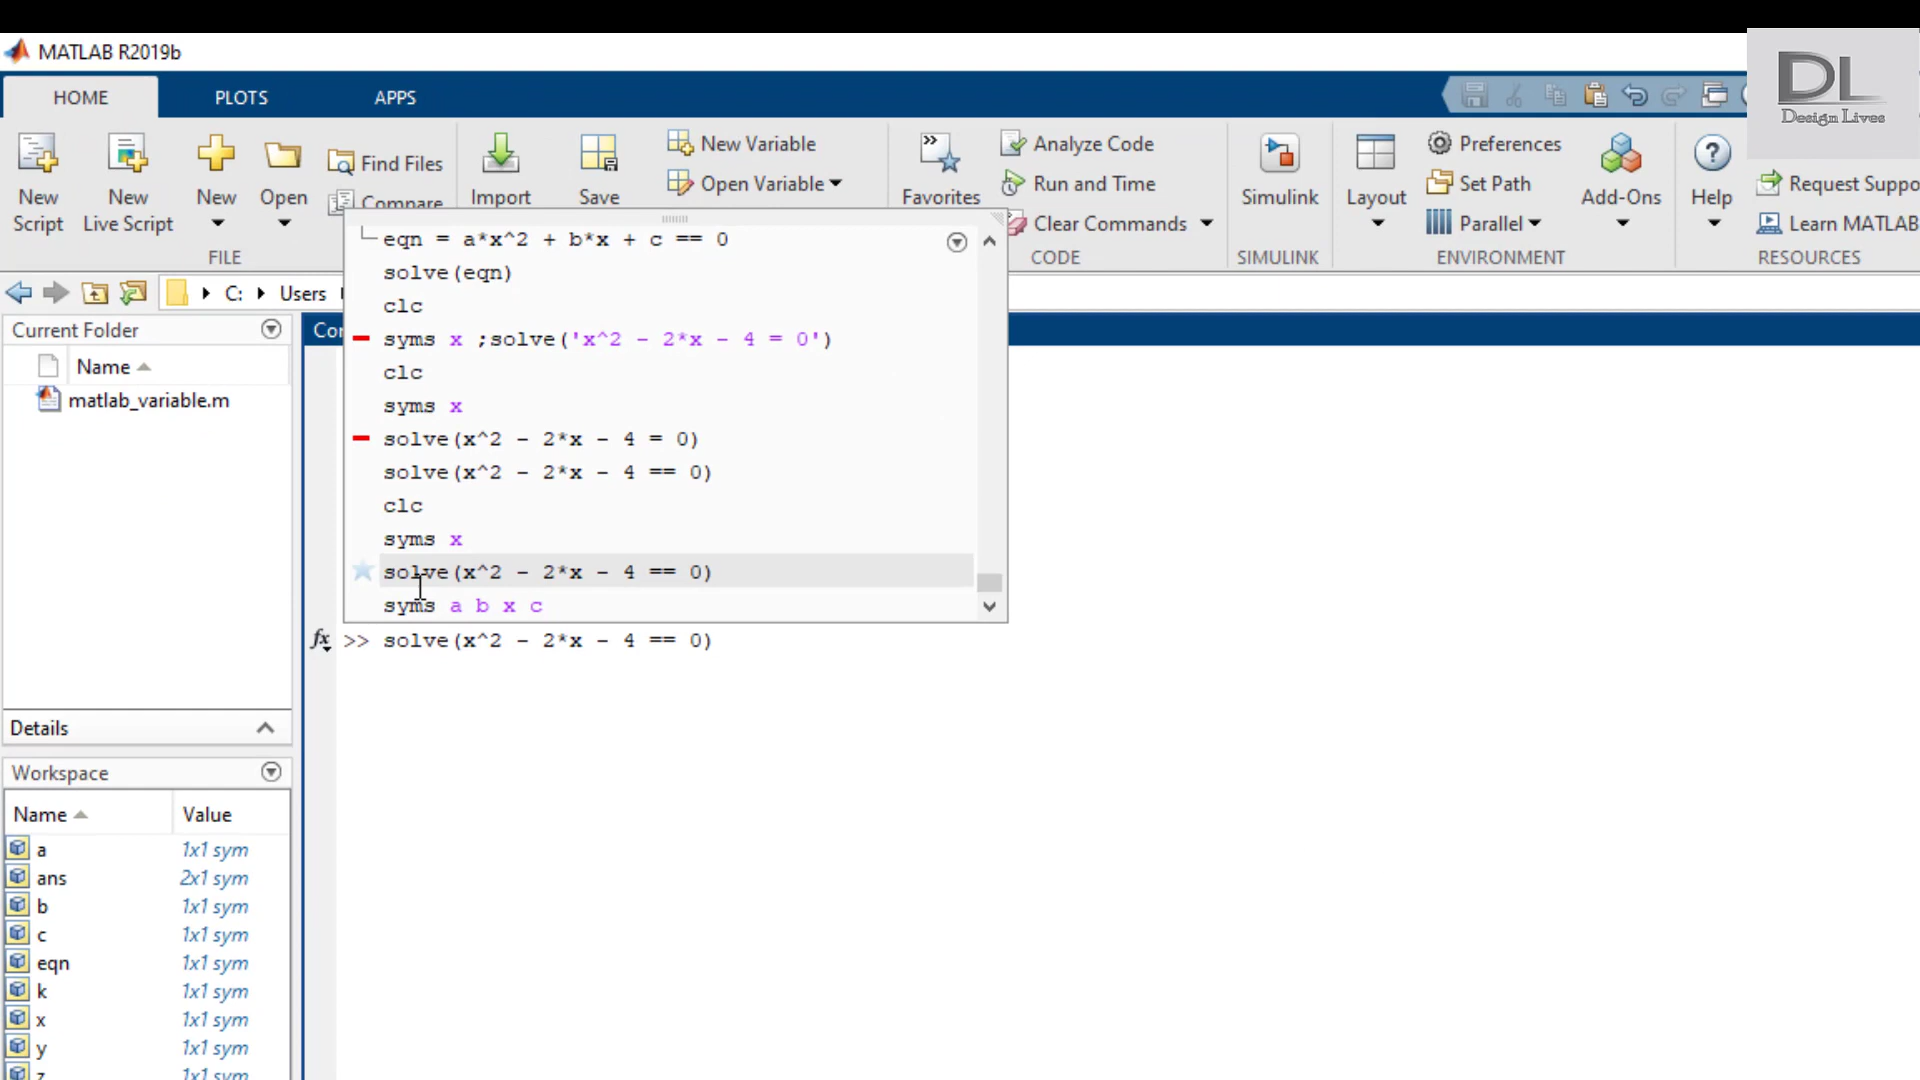 MATLAB R2019b
DL
Design Lives
HOME PLOTS APPS
New Script
New Live Script
New
Open
Find Files
Compare
Import
Save
New Variable
Open Variable
Favorites
Analyze Code
Run and Time
Clear Commands
Simulink
Layout
Preferences
Set Path
Parallel
Add-Ons
Help
Request Suppo
Learn MATLAB
FILE CODE SIMULINK ENVIRONMENT RESOURCES
C: Users
Current Folder
Name
matlab_variable.m
Details
Workspace
Name Value
a 1x1 sym
ans 2x1 sym
b 1x1 sym
c 1x1 sym
eqn 1x1 sym
k 1x1 sym
x 1x1 sym
y 1x1 sym
z 1x1 sym
Co
eqn = a*x^2 + b*x + c == 0
solve(eqn)
clc
syms x ;solve('x^2 - 2*x - 4 = 0')
clc
syms x
solve(x^2 - 2*x - 4 = 0)
solve(x^2 - 2*x - 4 == 0)
clc
syms x
solve(x^2 - 2*x - 4 == 0)
syms a b x c
fx >> solve(x^2 - 2*x - 4 == 0)